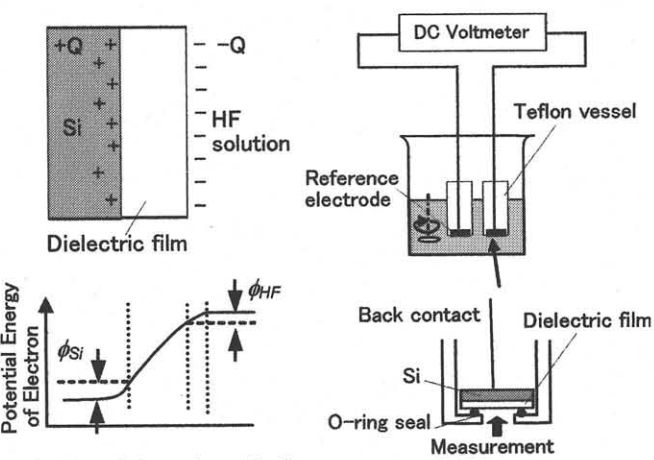 +Q
-Q
Si
HF
solution
Dielectric film
Potential Energy
of Electron
ϕSi
ϕHF
DC Voltmeter
Teflon vessel
Reference
electrode
Back contact
Dielectric film
Si
O-ring seal
Measurement